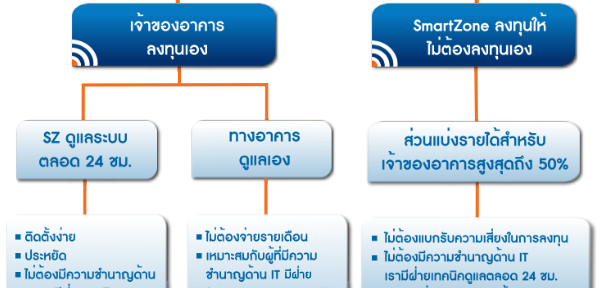 เจ้าของอาคาร
ลงทุนเอง
SmartZone ลงทุนให้
ไม่ต้องลงทุนเอง
SZ ดูแลระบบ
ตลอด 24 ชม.
ทางอาคาร
ดูแลเอง
ส่วนแบ่งรายได้สำหรับ
เจ้าของอาคารสูงสุดถึง 50%
▪ ติดตั้งง่าย
▪ ประหยัด
▪ ไม่ต้องมีความชำนาญด้าน
▪ ไม่ต้องจ่ายรายเดือน
▪ เหมาะสมกับผู้ที่มีความ
ชำนาญด้าน IT มีฝ่าย
▪ ไม่ต้องแบกรับความเสี่ยงในการลงทุน
▪ ไม่ต้องมีความชำนาญด้าน IT
เรามีฝ่ายเทคนิคดูแลตลอด 24 ชม.